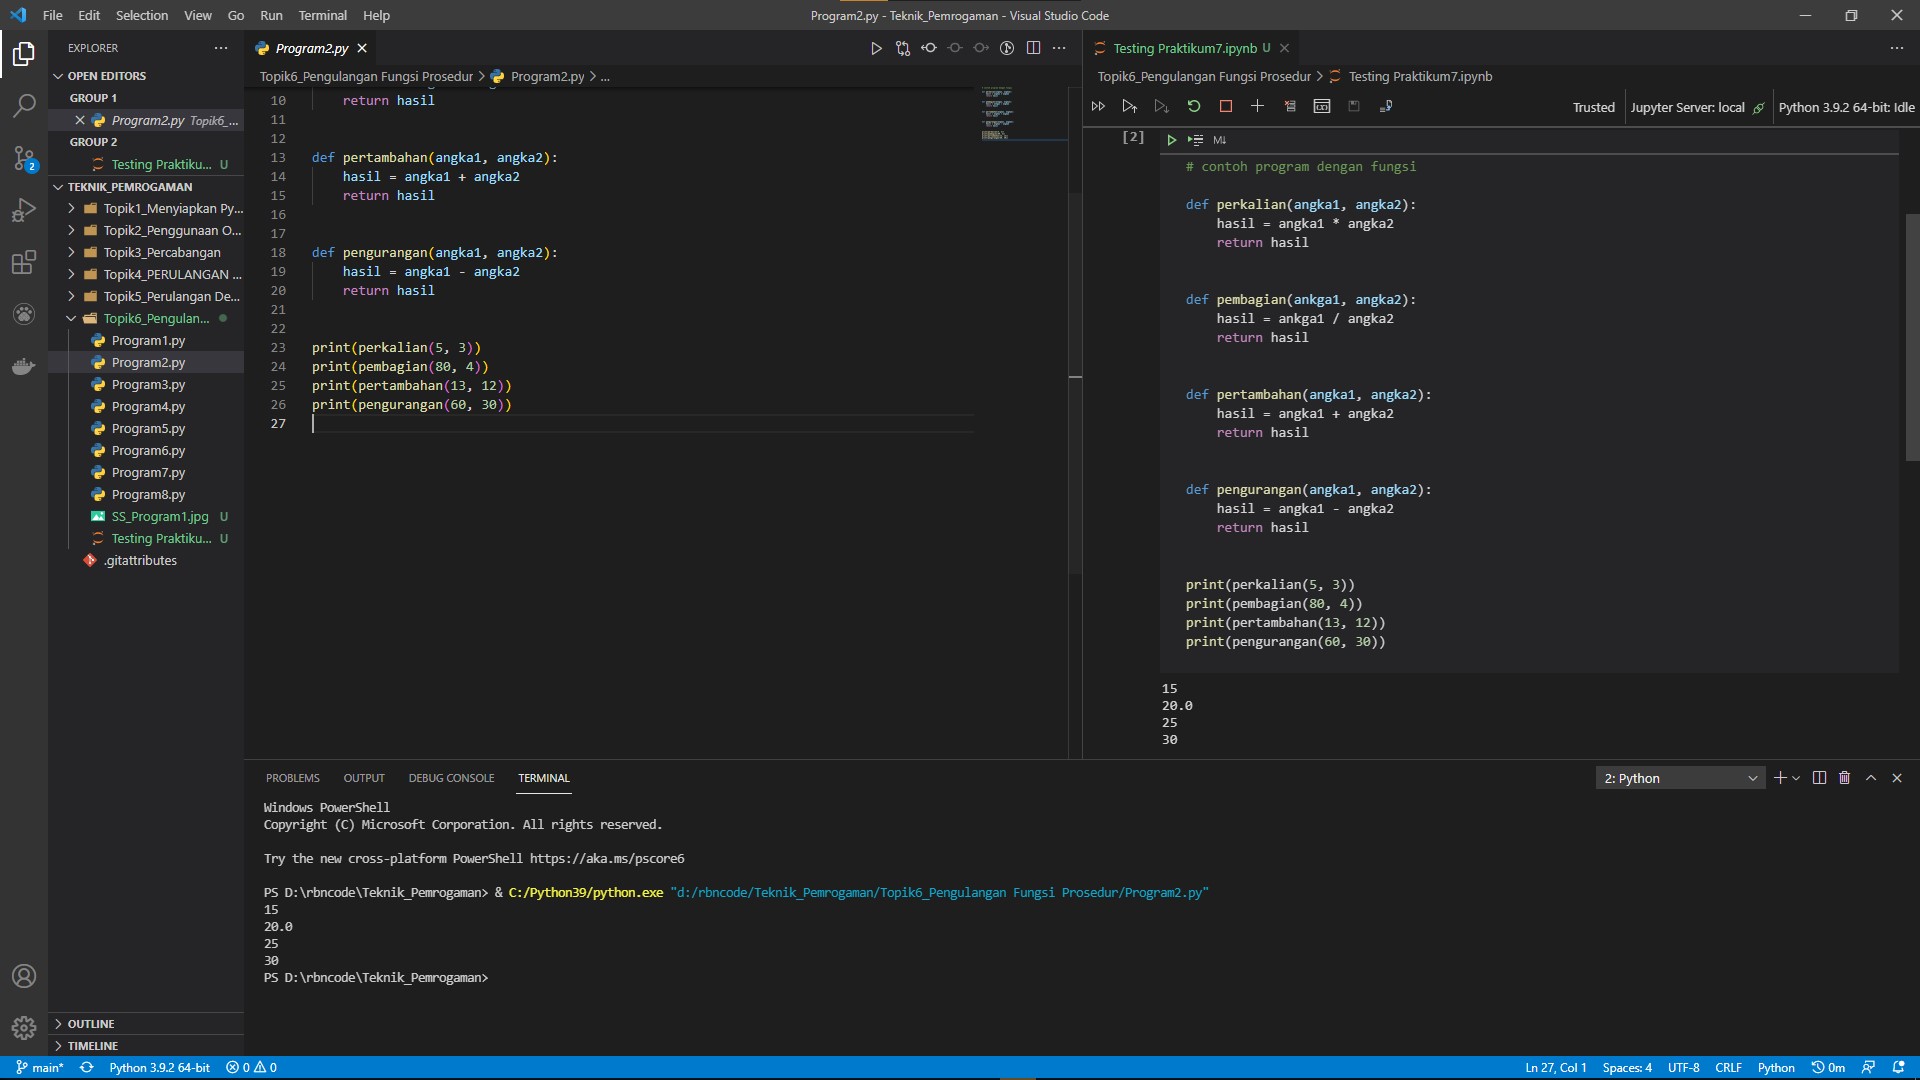 File Edit Selection View Go Run Terminal Help
Program2.py - Teknik_Pemrogaman - Visual Studio Code
EXPLORER
OPEN EDITORS
GROUP 1
Program2.py Topik6_...
GROUP 2
Testing Praktiku... U
TEKNIK_PEMROGAMAN
Topik1_Menyiapkan Py...
Topik2_Penggunaan O...
Topik3_Percabangan
Topik4_PERULANGAN ...
Topik5_Perulangan De...
Topik6_Pengulan...
Program1.py
Program2.py
Program3.py
Program4.py
Program5.py
Program6.py
Program7.py
Program8.py
SS_Program1.jpg U
Testing Praktiku... U
.gitattributes
OUTLINE
TIMELINE
2
Program2.py
Topik6_Pengulangan Fungsi Prosedur > Program2.py > ...
10 return hasil
11
12
13 def pertambahan(angka1, angka2):
14 hasil = angka1 + angka2
15 return hasil
16
17
18 def pengurangan(angka1, angka2):
19 hasil = angka1 - angka2
20 return hasil
21
22
23 print(perkalian(5, 3))
24 print(pembagian(80, 4))
25 print(pertambahan(13, 12))
26 print(pengurangan(60, 30))
27
Testing Praktikum7.ipynb U
Topik6_Pengulangan Fungsi Prosedur > Testing Praktikum7.ipynb
Trusted Jupyter Server: local Python 3.9.2 64-bit: Idle
[2] M↓
# contoh program dengan fungsi
def perkalian(angka1, angka2):
hasil = angka1 * angka2
return hasil
def pembagian(ankga1, angka2):
hasil = ankga1 / angka2
return hasil
def pertambahan(angka1, angka2):
hasil = angka1 + angka2
return hasil
def pengurangan(angka1, angka2):
hasil = angka1 - angka2
return hasil
print(perkalian(5, 3))
print(pembagian(80, 4))
print(pertambahan(13, 12))
print(pengurangan(60, 30))
15
20.0
25
30
PROBLEMS OUTPUT DEBUG CONSOLE TERMINAL
2: Python
Windows PowerShell
Copyright (C) Microsoft Corporation. All rights reserved.
Try the new cross-platform PowerShell https://aka.ms/pscore6
PS D:\rbncode\Teknik_Pemrogaman> & C:/Python39/python.exe "d:/rbncode/Teknik_Pemrogaman/Topik6_Pengulangan Fungsi Prosedur/Program2.py"
15
20.0
25
30
PS D:\rbncode\Teknik_Pemrogaman>
main* Python 3.9.2 64-bit 0 0
Ln 27, Col 1 Spaces: 4 UTF-8 CRLF Python 0m